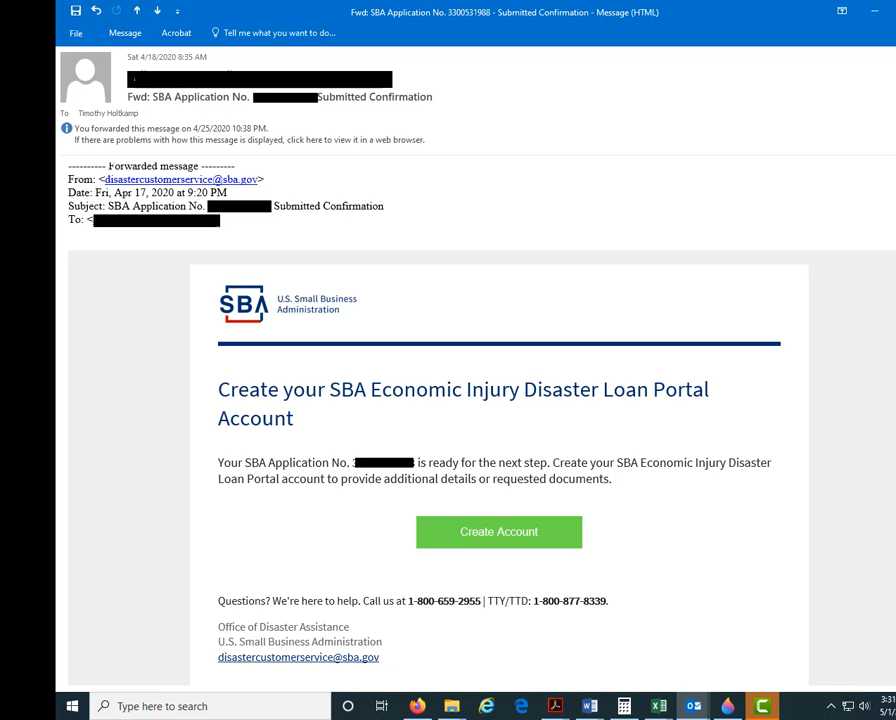 Fwd: SBA Application No. 3300531988 - Submitted Confirmation - Message (HTML)
File Message Acrobat Tell me what you want to do...
Sat 4/18/2020 8:35 AM
Fwd: SBA Application No. Submitted Confirmation
To Timothy Holtkamp
You forwarded this message on 4/25/2020 10:38 PM.
If there are problems with how this message is displayed, click here to view it in a web browser.
---------- Forwarded message ---------
From: <disastercustomerservice@sba.gov>
Date: Fri, Apr 17, 2020 at 9:20 PM
Subject: SBA Application No. Submitted Confirmation
To: <
SBA U.S. Small Business
Administration
Create your SBA Economic Injury Disaster Loan Portal
Account
Your SBA Application No. is ready for the next step. Create your SBA Economic Injury Disaster
Loan Portal account to provide additional details or requested documents.
Create Account
Questions? We're here to help. Call us at 1-800-659-2955 | TTY/TTD: 1-800-877-8339.
Office of Disaster Assistance
U.S. Small Business Administration
disastercustomerservice@sba.gov
Type here to search
3:31
5/1/